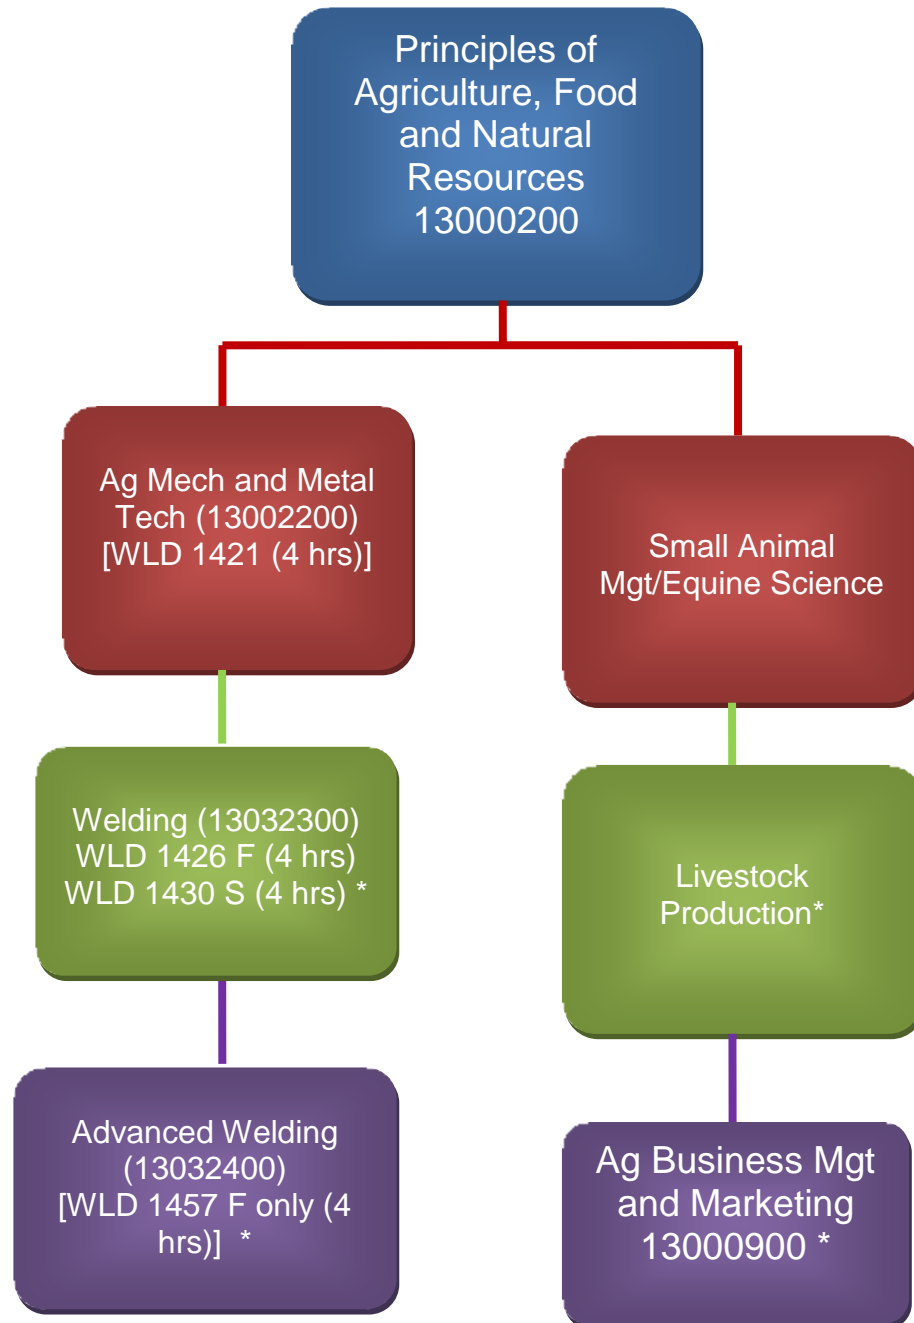 Principles of
Agriculture, Food
and Natural
Resources
13000200
Ag Mech and Metal
Tech (13002200)
[WLD 1421 (4 hrs)]
Small Animal
Mgt/Equine Science
Welding (13032300)
WLD 1426 F (4 hrs)
WLD 1430 S (4 hrs) *
Livestock
Production*
Advanced Welding
(13032400)
[WLD 1457 F only (4
hrs)] *
Ag Business Mgt
and Marketing
13000900 *